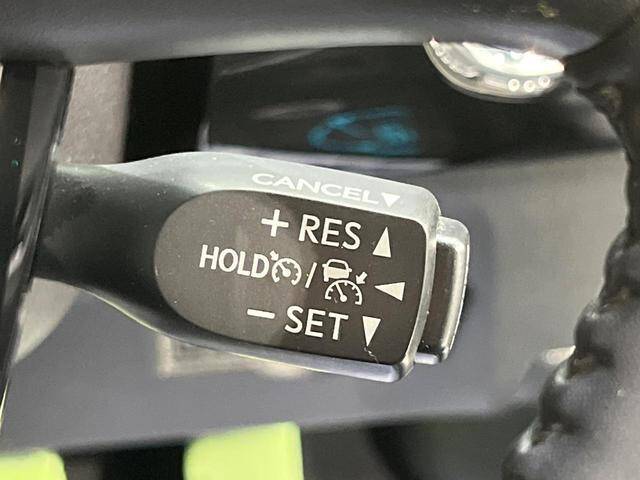 CANCEL▼
+ RES ▲
HOLD / ◀
− SET ▼